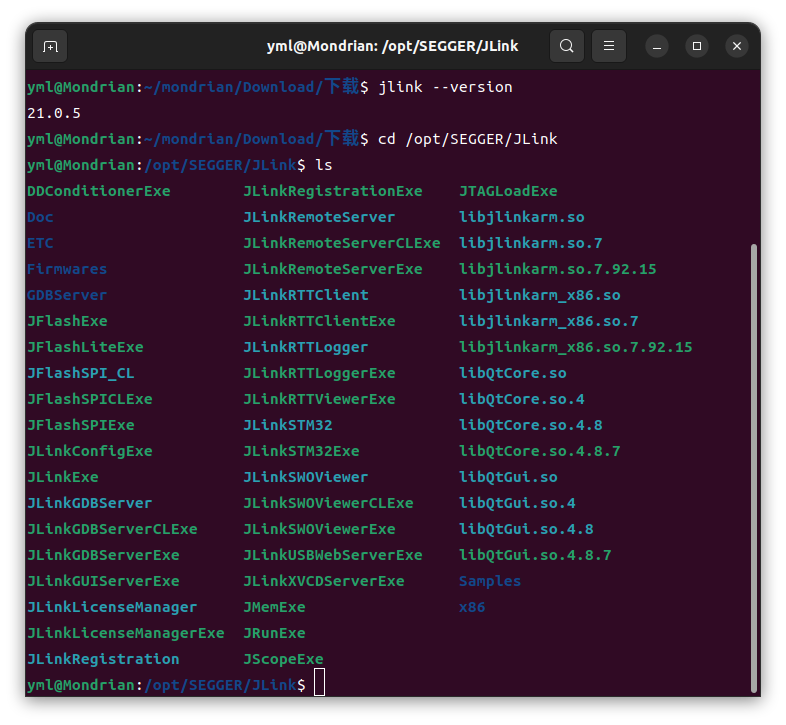 yml@Mondrian: /opt/SEGGER/JLink
yml@Mondrian:~/mondrian/Download/下载$ jlink --version
21.0.5
yml@Mondrian:~/mondrian/Download/下载$ cd /opt/SEGGER/JLink
yml@Mondrian:/opt/SEGGER/JLink$ ls
DDConditionerExe JLinkRegistrationExe JTAGLoadExe
Doc JLinkRemoteServer libjlinkarm.so
ETC JLinkRemoteServerCLExe libjlinkarm.so.7
Firmwares JLinkRemoteServerExe libjlinkarm.so.7.92.15
GDBServer JLinkRTTClient libjlinkarm_x86.so
JFlashExe JLinkRTTClientExe libjlinkarm_x86.so.7
JFlashLiteExe JLinkRTTLogger libjlinkarm_x86.so.7.92.15
JFlashSPI_CL JLinkRTTLoggerExe libQtCore.so
JFlashSPICLExe JLinkRTTViewerExe libQtCore.so.4
JFlashSPIExe JLinkSTM32 libQtCore.so.4.8
JLinkConfigExe JLinkSTM32Exe libQtCore.so.4.8.7
JLinkExe JLinkSWOViewer libQtGui.so
JLinkGDBServer JLinkSWOViewerCLExe libQtGui.so.4
JLinkGDBServerCLExe JLinkSWOViewerExe libQtGui.so.4.8
JLinkGDBServerExe JLinkUSBWebServerExe libQtGui.so.4.8.7
JLinkGUIServerExe JLinkXVCDServerExe Samples
JLinkLicenseManager JMemExe x86
JLinkLicenseManagerExe JRunExe
JLinkRegistration JScopeExe
yml@Mondrian:/opt/SEGGER/JLink$